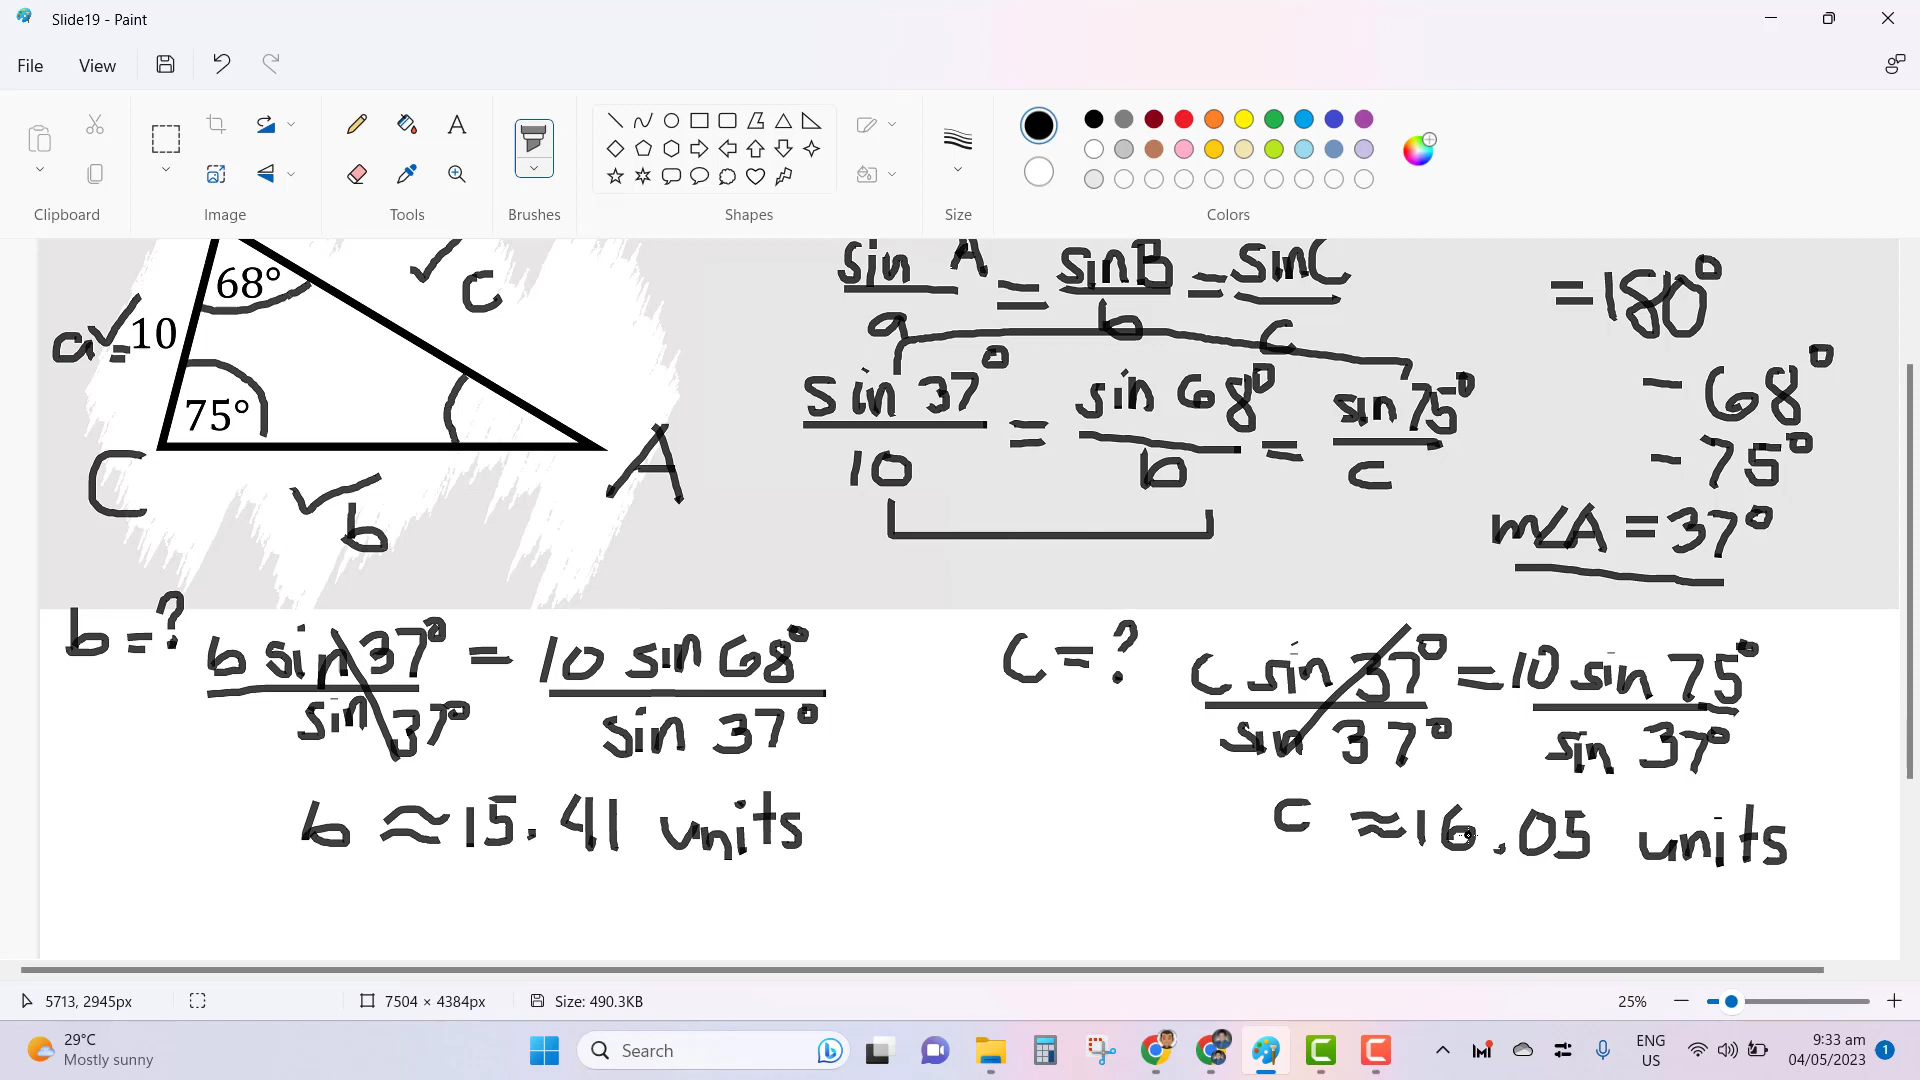 Slide19 - Paint
File View
Clipboard Image Tools Brushes Shapes Size Colors
68°
c
a = 10
75°
C
b
A
sin A / a = sin B / b = sin C / c
sin 37° / 10 = sin 68° / b = sin 75° / c
= 180°
- 68°
- 75°
m∠A = 37°
b = ?
b sin 37° / sin 37° = 10 sin 68° / sin 37°
b ≈ 15.41 units
c = ?
c sin 37° / sin 37° = 10 sin 75° / sin 37°
c ≈ 16.05 units
5713, 2945px 7504 × 4384px Size: 490.3KB 25%
29°C
Mostly sunny
Search
ENG
US
9:33 am
04/05/2023
1